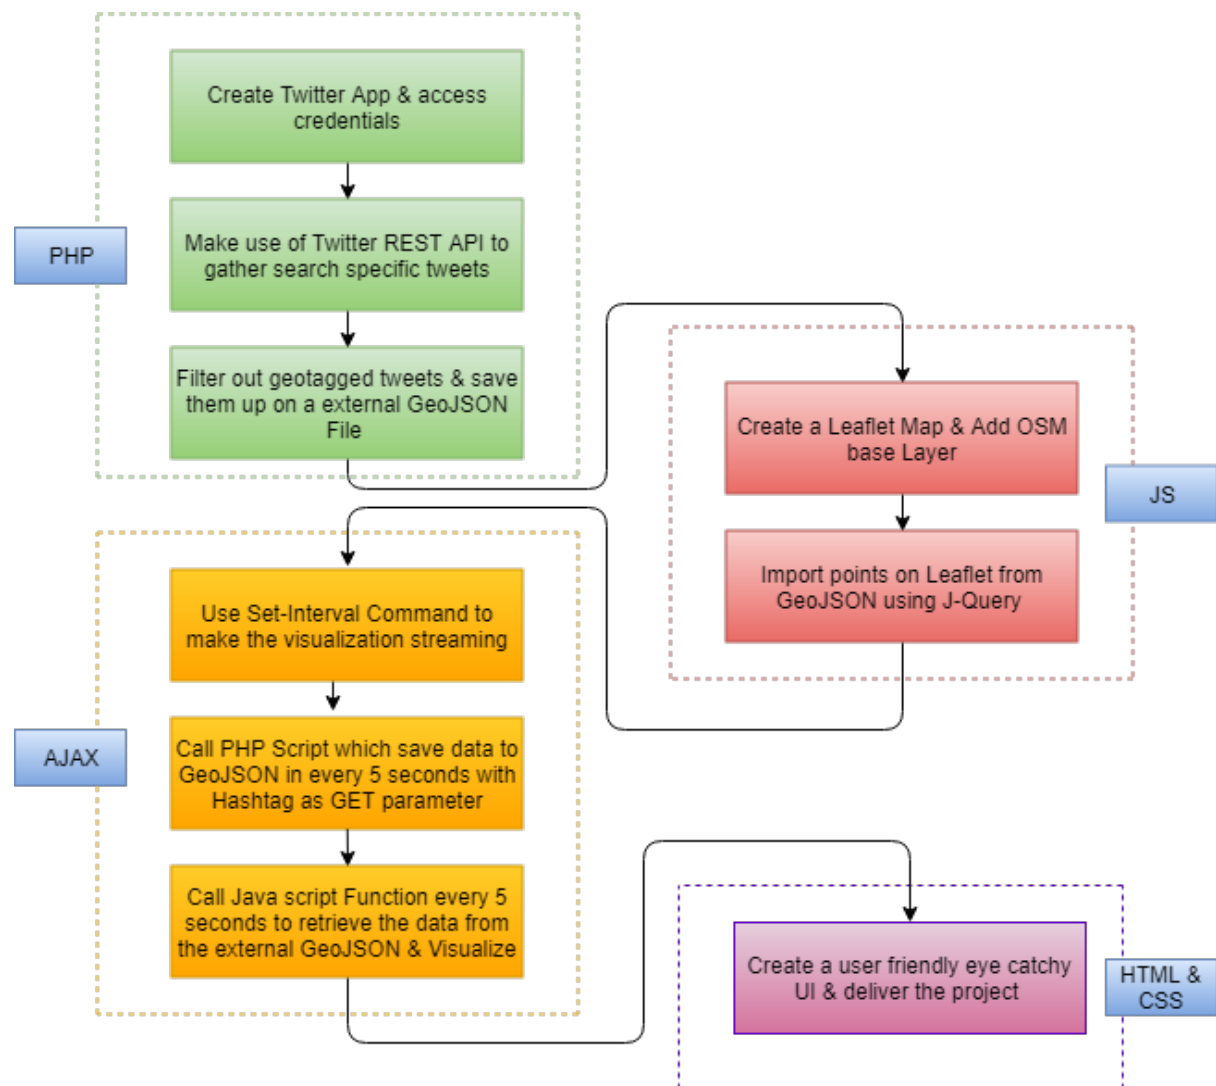 Create Twitter App & access
credentials
PHP
Make use of Twitter REST API to
gather search specific tweets
Filter out geotagged tweets & save
them up on a external GeoJSON
File
Create a Leaflet Map & Add OSM
base Layer
JS
Import points on Leaflet from
GeoJSON using J-Query
Use Set-Interval Command to
make the visualization streaming
AJAX
Call PHP Script which save data to
GeoJSON in every 5 seconds with
Hashtag as GET parameter
Call Java script Function every 5
seconds to retrieve the data from
the external GeoJSON & Visualize
Create a user friendly eye catchy
UI & deliver the project
HTML &
CSS